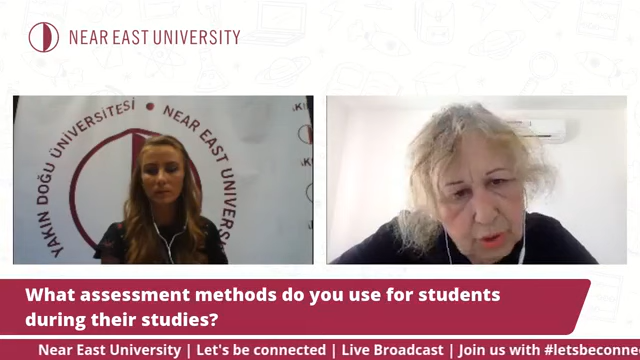 NEAR EAST UNIVERSITY
YAKIN DOĞU ÜNİVERSİTESİ • NEAR EAST UNIVERS
What assessment methods do you use for students
during their studies?
Near East University | Let's be connected | Live Broadcast | Join us with #letsbeconne